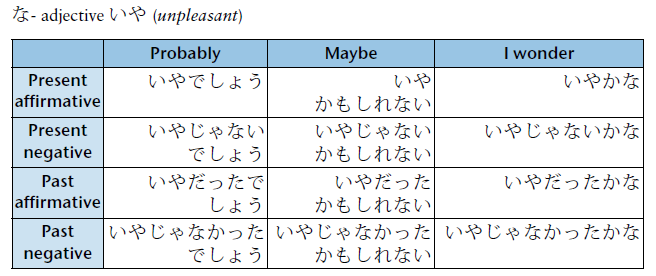 な- adjective いや (unpleasant)
Probably Maybe I wonder
Present affirmative いやでしょう いや かもしれない いやかな
Present negative いやじゃない でしょう いやじゃない かもしれない いやじゃないかな
Past affirmative いやだったで しょう いやだった かもしれない いやだったかな
Past negative いやじゃなかった でしょう いやじゃなかった かもしれない いやじゃなかったかな